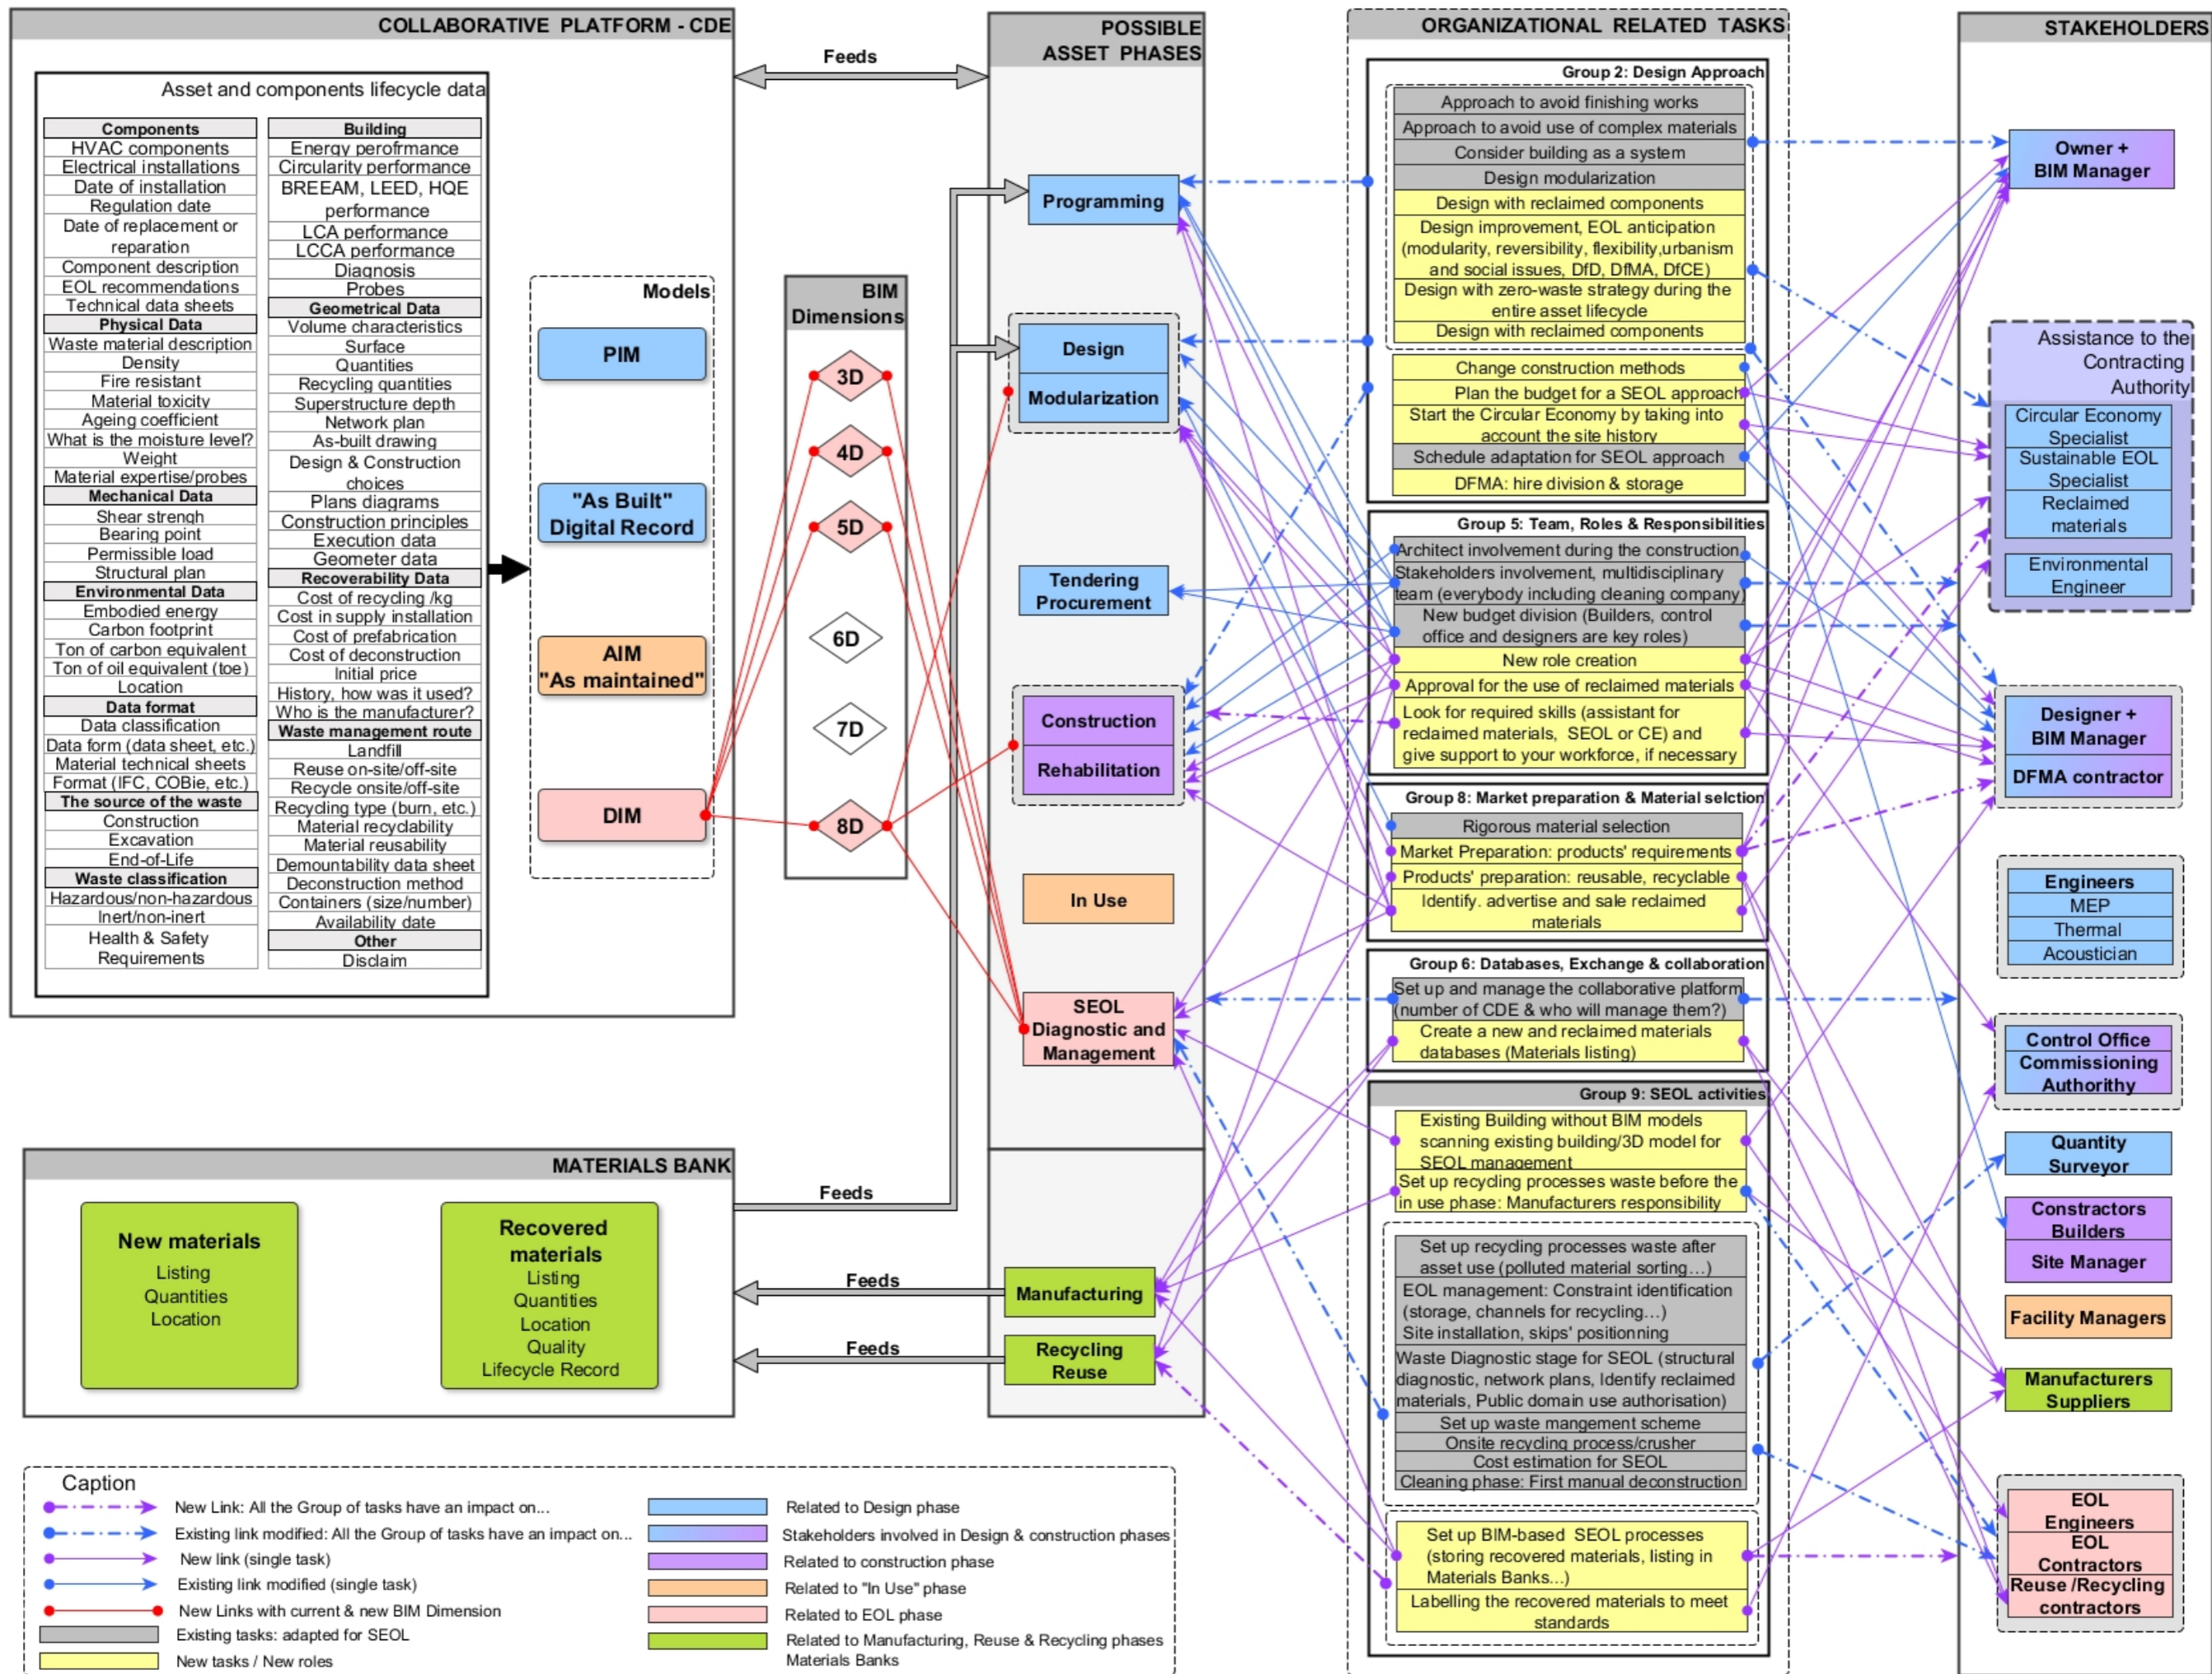 COLLABORATIVE PLATFORM - CDE
Asset and components lifecycle data
Components
HVAC components
Electrical installations
Date of installation
Regulation date
Date of replacement or
reparation
Component description
EOL recommendations
Technical data sheets
Physical Data
Waste material description
Density
Fire resistant
Material toxicity
Ageing coefficient
What is the moisture level?
Weight
Material expertise/probes
Mechanical Data
Shear strengh
Bearing point
Permissible load
Structural plan
Environmental Data
Embodied energy
Carbon footprint
Ton of carbon equivalent
Ton of oil equivalent (toe)
Location
Data format
Data classification
Data form (data sheet, etc.)
Material technical sheets
Format (IFC, COBie, etc.)
The source of the waste
Construction
Excavation
End-of-Life
Waste classification
Hazardous/non-hazardous
Inert/non-inert
Health & Safety
Requirements
Building
Energy perofrmance
Circularity performance
BREEAM, LEED, HQE
performance
LCA performance
LCCA performance
Diagnosis
Probes
Geometrical Data
Volume characteristics
Surface
Quantities
Recycling quantities
Superstructure depth
Network plan
As-built drawing
Design & Construction
choices
Plans diagrams
Construction principles
Execution data
Geometer data
Recoverability Data
Cost of recycling /kg
Cost in supply installation
Cost of prefabrication
Cost of deconstruction
Initial price
History, how was it used?
Who is the manufacturer?
Waste management route
Landfill
Reuse on-site/off-site
Recycle onsite/off-site
Recycling type (burn, etc.)
Material recyclability
Material reusability
Demountability data sheet
Deconstruction method
Containers (size/number)
Availability date
Other
Disclaim
Models
PIM
"As Built"
Digital Record
AIM
"As maintained"
DIM
Feeds
BIM
Dimensions
3D
4D
5D
6D
7D
8D
POSSIBLE
ASSET PHASES
Programming
Design
Modularization
Tendering
Procurement
Construction
Rehabilitation
In Use
SEOL
Diagnostic and
Management
Manufacturing
Recycling
Reuse
MATERIALS BANK
New materials
Listing
Quantities
Location
Recovered
materials
Listing
Quantities
Location
Quality
Lifecycle Record
Feeds
Feeds
Feeds
ORGANIZATIONAL RELATED TASKS
Group 2: Design Approach
Approach to avoid finishing works
Approach to avoid use of complex materials
Consider building as a system
Design modularization
Design with reclaimed components
Design improvement, EOL anticipation
(modularity, reversibility, flexibility,urbanism
and social issues, DfD, DfMA, DfCE)
Design with zero-waste strategy during the
entire asset lifecycle
Design with reclaimed components
Change construction methods
Plan the budget for a SEOL approach
Start the Circular Economy by taking into
account the site history
Schedule adaptation for SEOL approach
DFMA: hire division & storage
Group 5: Team, Roles & Responsibilities
Architect involvement during the construction
Stakeholders involvement, multidisciplinary
team (everybody including cleaning company)
New budget division (Builders, control
office and designers are key roles)
New role creation
Approval for the use of reclaimed materials
Look for required skills (assistant for
reclaimed materials, SEOL or CE) and
give support to your workforce, if necessary
Group 8: Market preparation & Material selction
Rigorous material selection
Market Preparation: products' requirements
Products' preparation: reusable, recyclable
Identify. advertise and sale reclaimed
materials
Group 6: Databases, Exchange & collaboration
Set up and manage the collaborative platform
(number of CDE & who will manage them?)
Create a new and reclaimed materials
databases (Materials listing)
Group 9: SEOL activities
Existing Building without BIM models
scanning existing building/3D model for
SEOL management
Set up recycling processes waste before the
in use phase: Manufacturers responsibility
Set up recycling processes waste after
asset use (polluted material sorting...)
EOL management: Constraint identification
(storage, channels for recycling...)
Site installation, skips' positionning
Waste Diagnostic stage for SEOL (structural
diagnostic, network plans, Identify reclaimed
materials, Public domain use authorisation)
Set up waste mangement scheme
Onsite recycling process/crusher
Cost estimation for SEOL
Cleaning phase: First manual deconstruction
Set up BIM-based SEOL processes
(storing recovered materials, listing in
Materials Banks...)
Labelling the recovered materials to meet
standards
STAKEHOLDERS
Owner +
BIM Manager
Assistance to the
Contracting
Authority
Circular Economy
Specialist
Sustainable EOL
Specialist
Reclaimed
materials
Environmental
Engineer
Designer +
BIM Manager
DFMA contractor
Engineers
MEP
Thermal
Acoustician
Control Office
Commissioning
Authorithy
Quantity
Surveyor
Constractors
Builders
Site Manager
Facility Managers
Manufacturers
Suppliers
EOL
Engineers
EOL
Contractors
Reuse /Recycling
contractors
Caption
New Link: All the Group of tasks have an impact on...
Existing link modified: All the Group of tasks have an impact on...
New link (single task)
Existing link modified (single task)
New Links with current & new BIM Dimension
Existing tasks: adapted for SEOL
New tasks / New roles
Related to Design phase
Stakeholders involved in Design & construction phases
Related to construction phase
Related to "In Use" phase
Related to EOL phase
Related to Manufacturing, Reuse & Recycling phases
Materials Banks